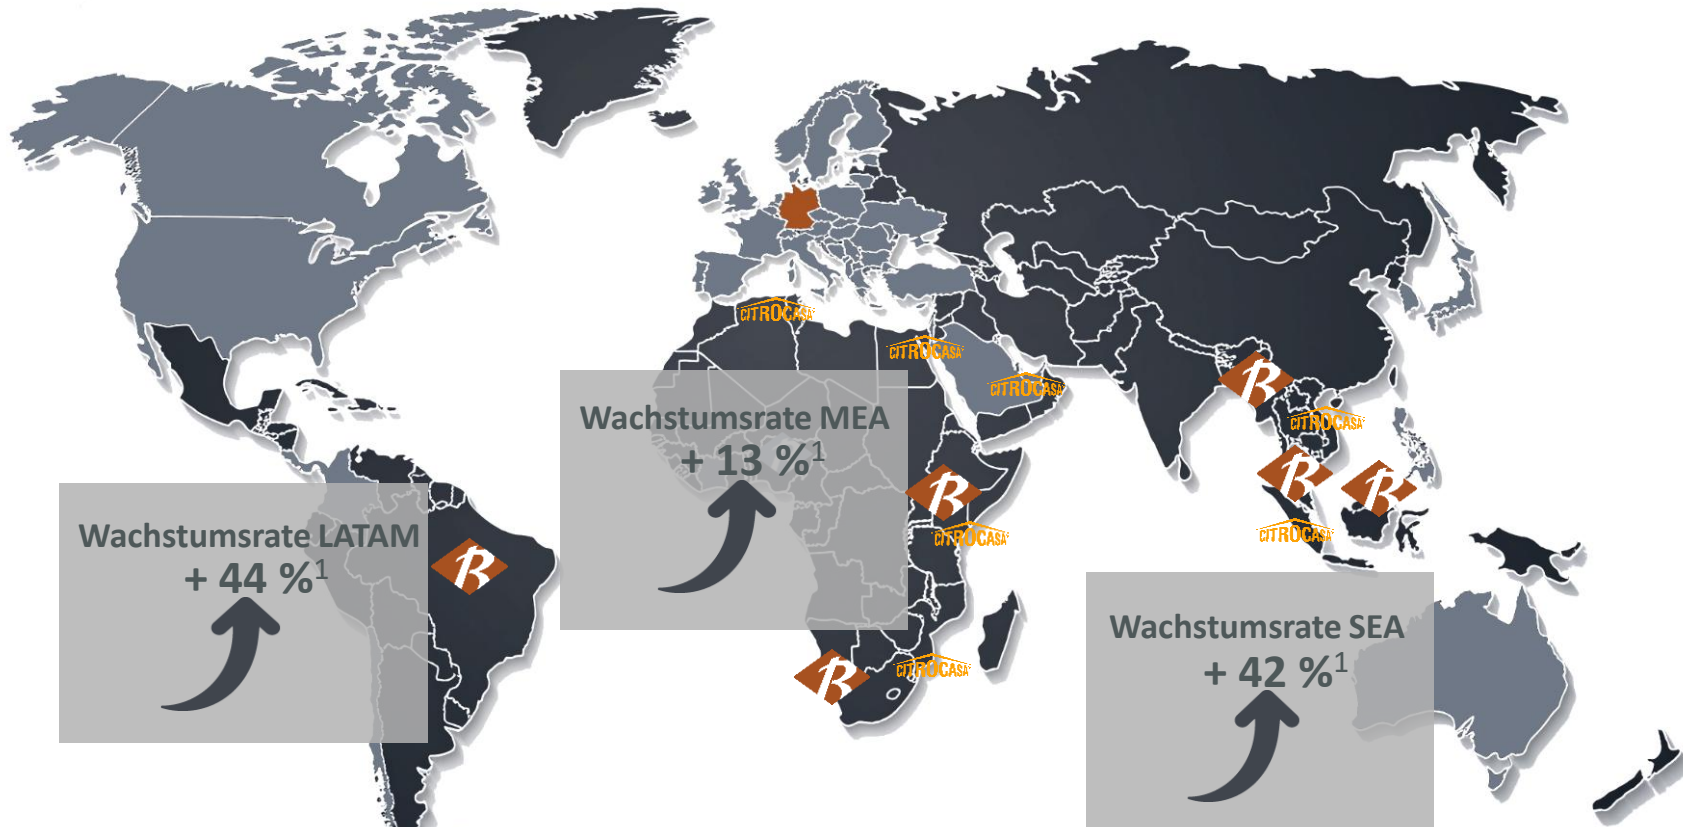 CITROCASA
CITROCASA
CITROCASA
Wachstumsrate MEA
+ 13 %¹
B
CITROCASA
B
B
B
Wachstumsrate LATAM
+ 44 %¹
CITROCASA
CITROCASA
B
Wachstumsrate SEA
+ 42 %¹
B
CITROCASA